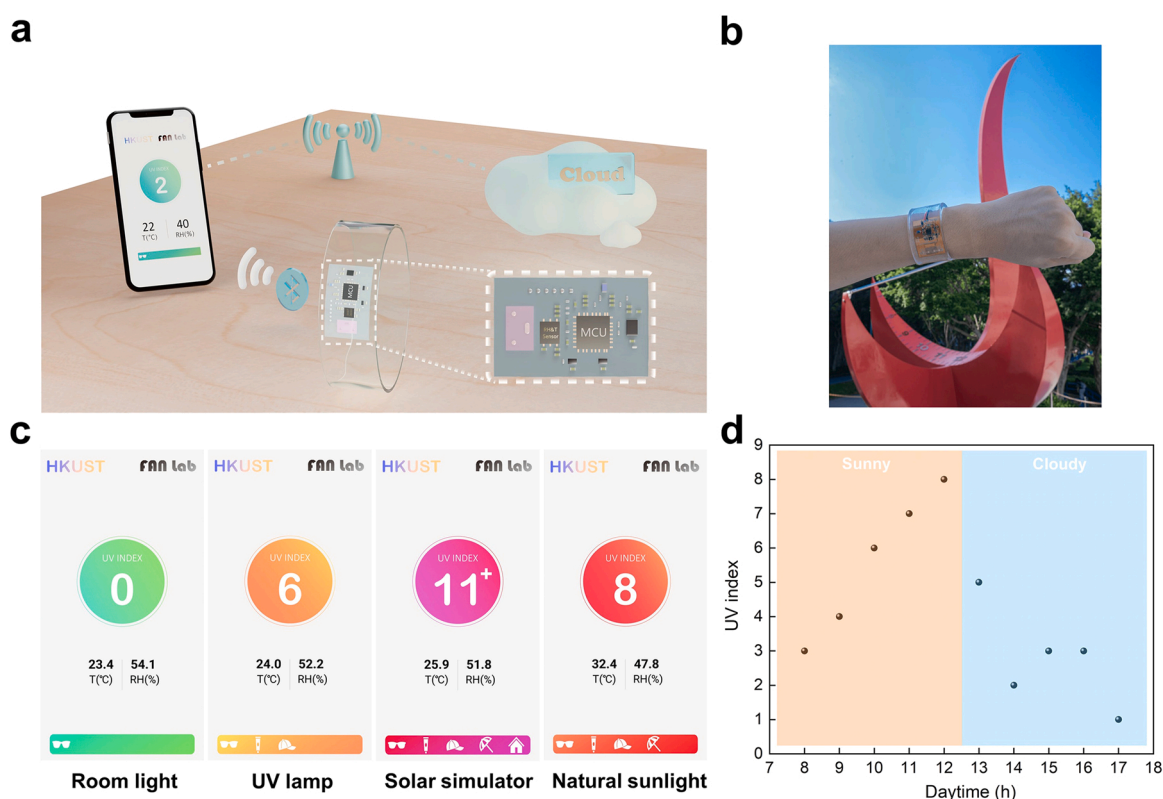 a
HKUST FAN Lab
UV INDEX
2
22 40
T(°C) RH(%)
Cloud
MCU
RH&T
Sensor
MCU
b
c
HKUST FAN Lab
UV INDEX
0
23.4 54.1
T(°C) RH(%)
Room light
HKUST FAN Lab
UV INDEX
6
24.0 52.2
T(°C) RH(%)
UV lamp
HKUST FAN Lab
UV INDEX
11+
25.9 51.8
T(°C) RH(%)
Solar simulator
HKUST FAN Lab
UV INDEX
8
32.4 47.8
T(°C) RH(%)
Natural sunlight
d
Sunny Cloudy
UV index
9
8
7
6
5
4
3
2
1
0
7 8 9 10 11 12 13 14 15 16 17 18
Daytime (h)